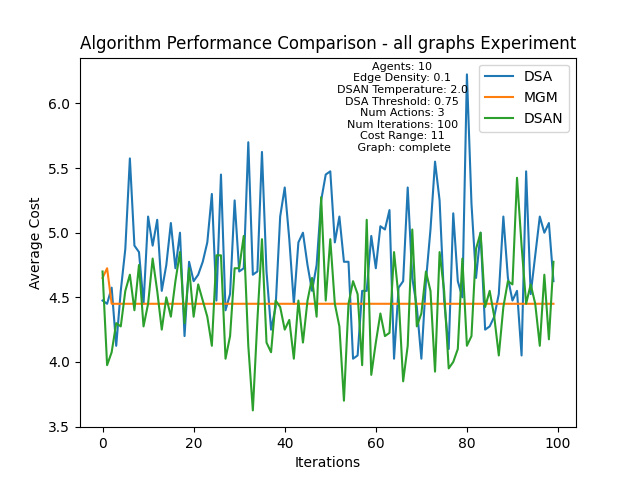 Algorithm Performance Comparison - all graphs Experiment
Agents: 10
Edge Density: 0.1
DSAN Temperature: 2.0
DSA Threshold: 0.75
Num Actions: 3
Num Iterations: 100
Cost Range: 11
Graph: complete
DSA
MGM
DSAN
Average Cost
6.0
5.5
5.0
4.5
4.0
3.5
0
20
40
60
80
100
Iterations